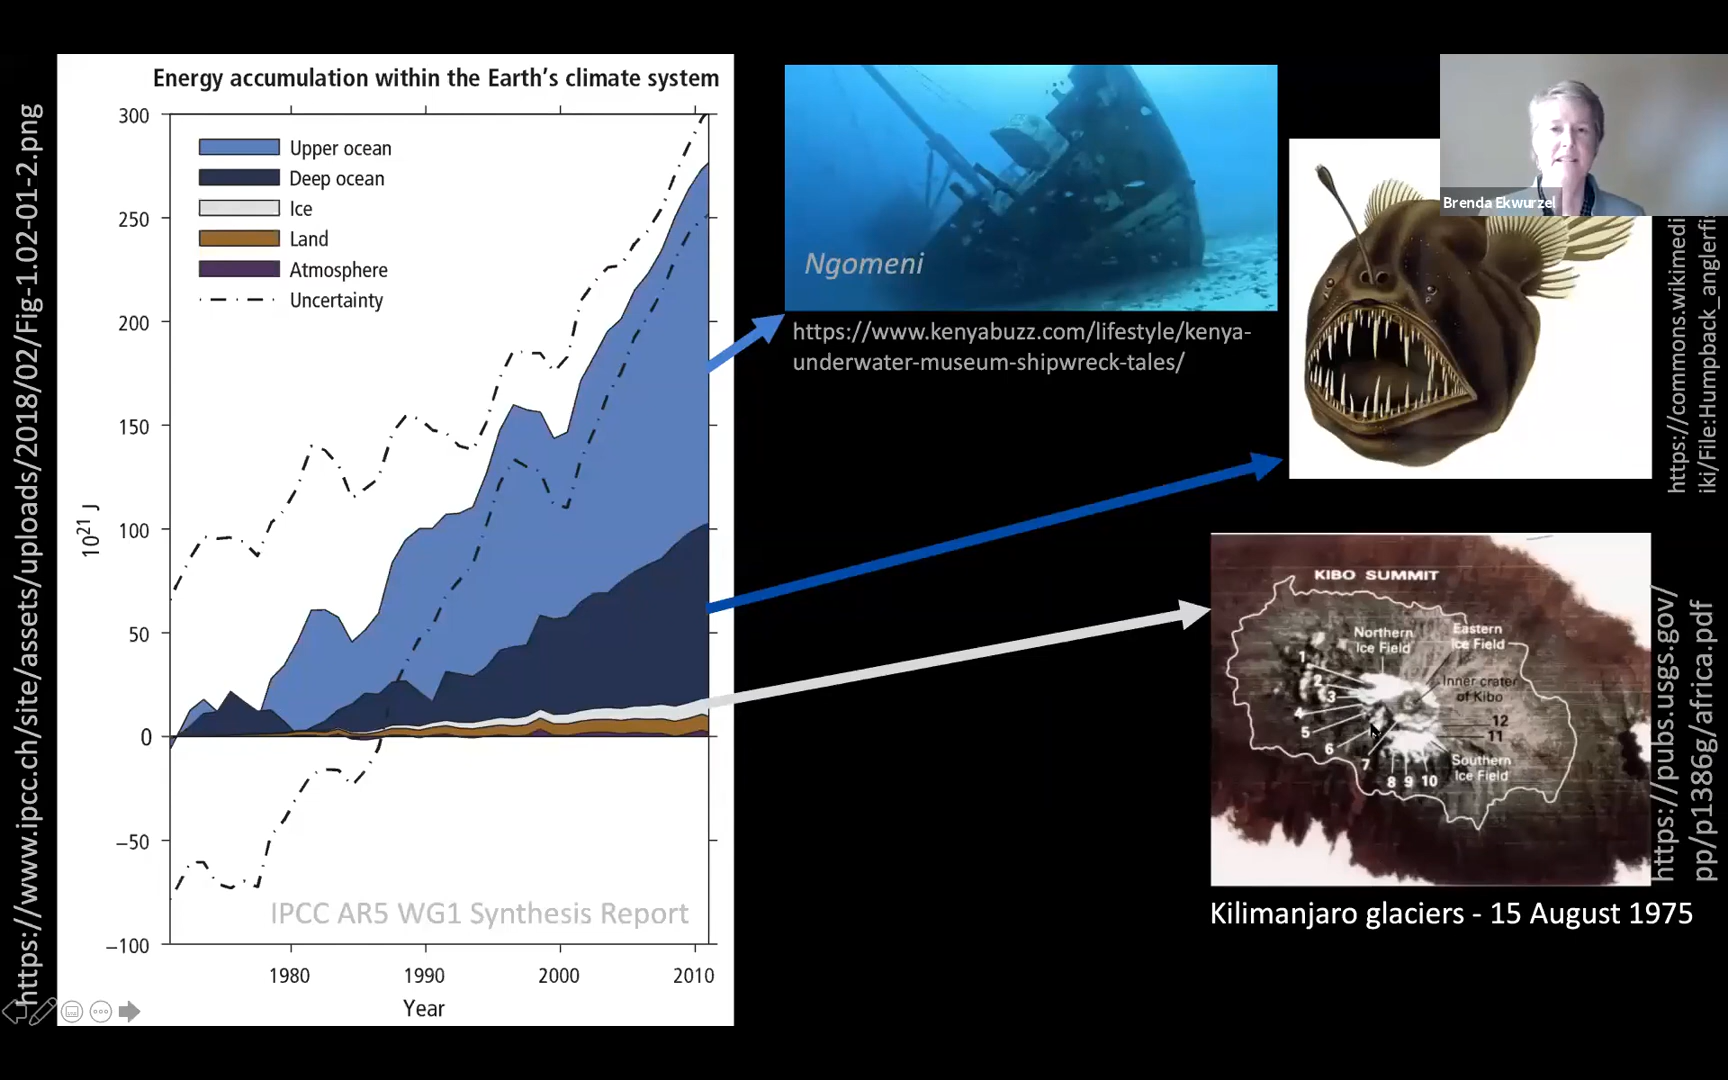 https://www.ipcc.ch/site/assets/uploads/2018/02/Fig-1.02-01-2.png
Energy accumulation within the Earth's climate system
300
250
200
150
100
50
0
−50
−100
10²¹ J
Upper ocean
Deep ocean
Ice
Land
Atmosphere
Uncertainty
IPCC AR5 WG1 Synthesis Report
1980
1990
2000
2010
Year
Ngomeni
https://www.kenyabuzz.com/lifestyle/kenya-
underwater-museum-shipwreck-tales/
Brenda Ekwurzel
https://commons.wikimedi
iki/File:Humpback_anglerfis
KIBO SUMMIT
Northern
Ice Field
Eastern
Ice Field
Inner crater
of Kibo
1
2
3
4
5
6
7
8 9 10
12
11
Southern
Ice Field
https://pubs.usgs.gov/
pp/p1386g/africa.pdf
Kilimanjaro glaciers - 15 August 1975